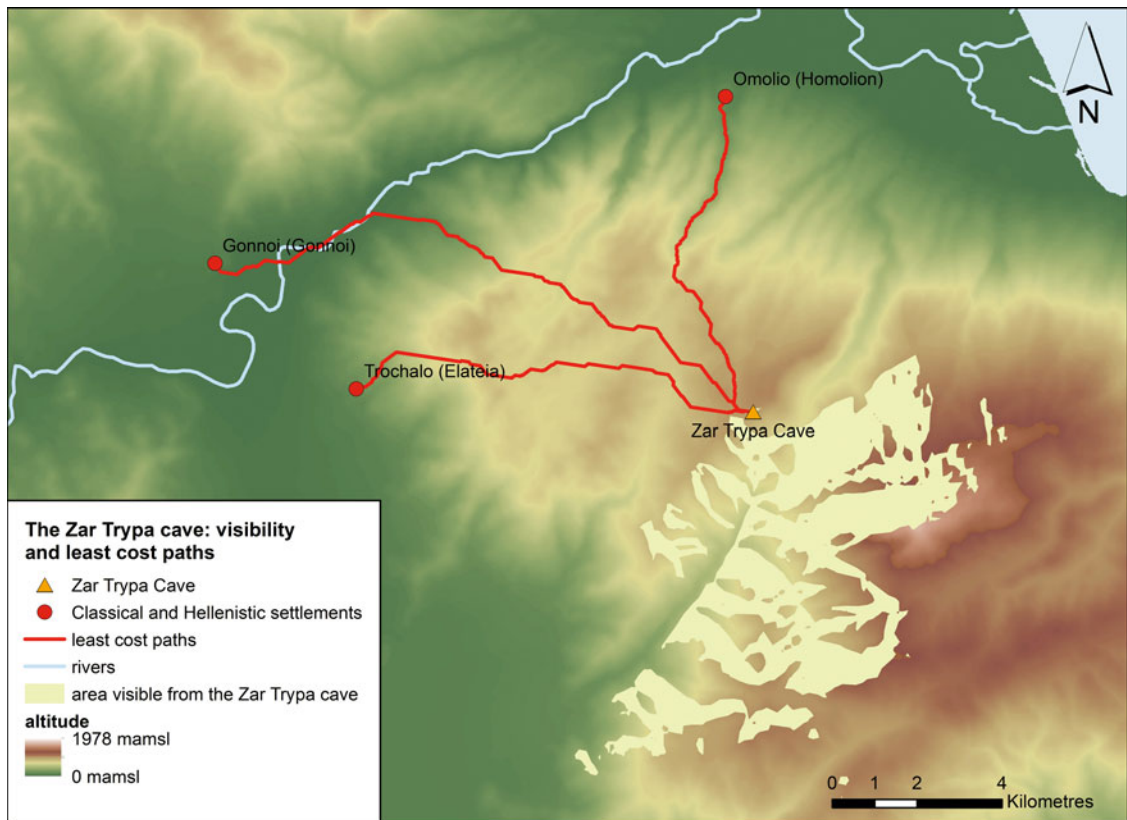 Omolio (Homolion)
N
Gonnoi (Gonnoi)
Trochalo (Elateia)
Zar Trypa Cave
The Zar Trypa cave: visibility
and least cost paths
Zar Trypa Cave
Classical and Hellenistic settlements
least cost paths
rivers
area visible from the Zar Trypa cave
altitude
1978 mamsl
0 mamsl
0 1 2 4
Kilometres